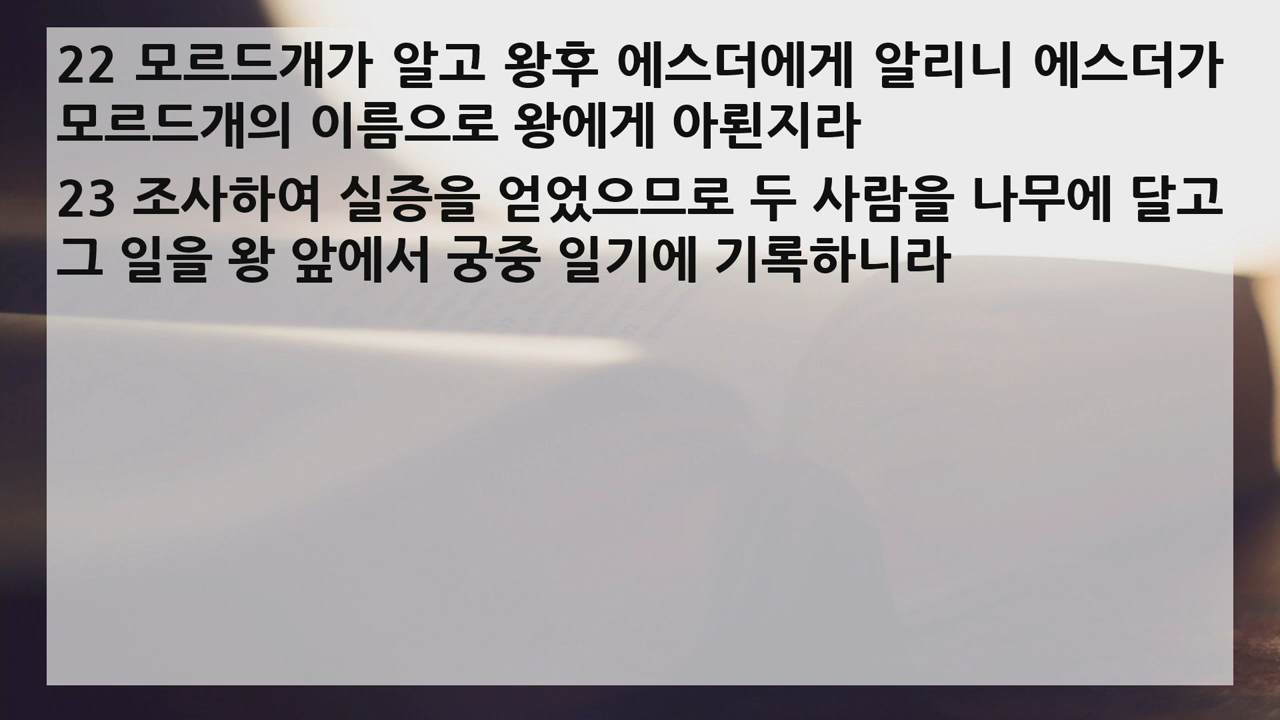 22 모르드개가 알고 왕후 에스더에게 알리니 에스더가
모르드개의 이름으로 왕에게 아뢴지라
23 조사하여 실증을 얻었으므로 두 사람을 나무에 달고
그 일을 왕 앞에서 궁중 일기에 기록하니라